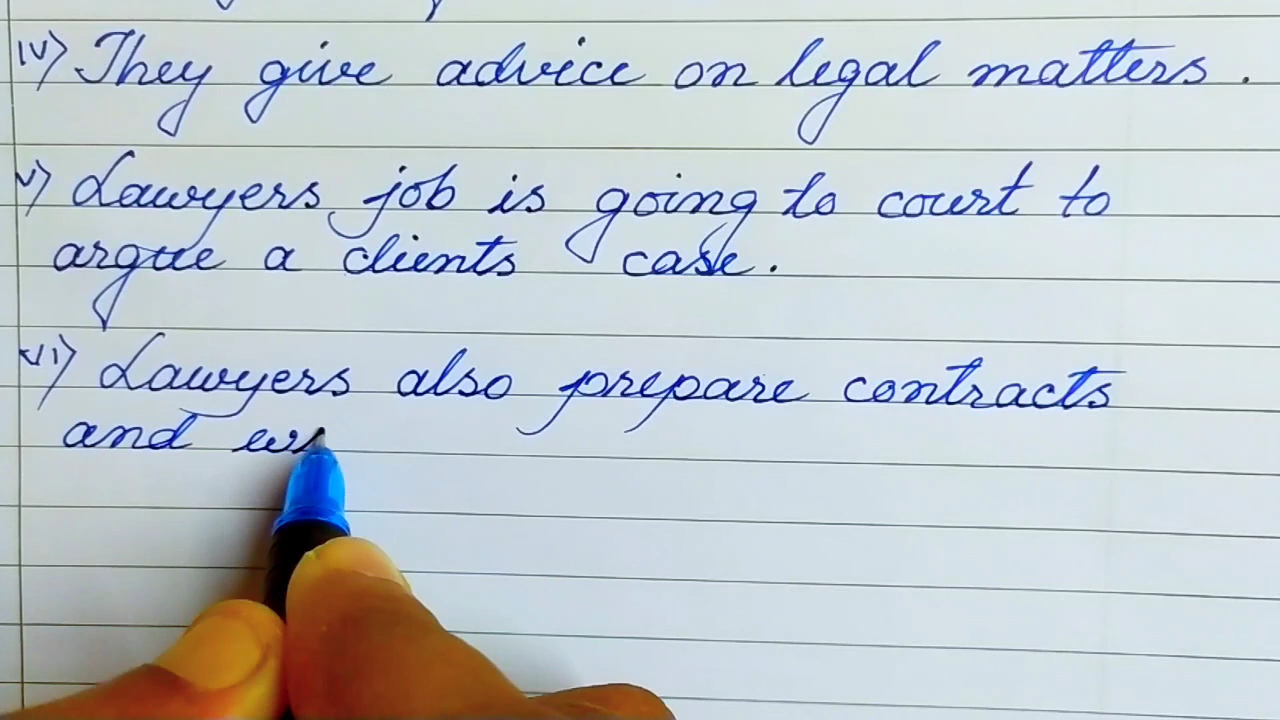 iv) They give advice on legal matters.
v) Lawyers job is going to court to
argue a clients case.
vi) Lawyers also prepare contracts
and